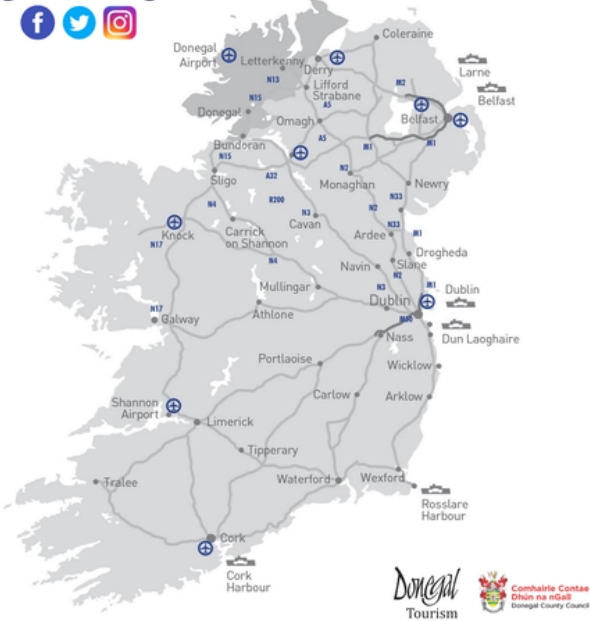 Coleraine
Donegal
Airport
Letterkenny
Derry
Larne
N13
Lifford
Strabane
M2
Belfast
N15
A5
Donegal
Omagh
Belfast
A5
Bundoran
M1
M1
N15
N2
Sligo
A32
Monaghan
Newry
N33
R200
N4
N3
N2
Cavan
N33
Knock
Carrick
on Shannon
Ardee
M1
N17
Drogheda
N4
Navin
Slane
N2
Mullingar
N3
M1
Dublin
Dublin
N17
Athlone
Galway
M50
Nass
Dun Laoghaire
Portlaoise
Wicklow
Carlow
Arklow
Shannon
Airport
Limerick
Tipperary
Tralee
Waterford
Wexford
Rosslare
Harbour
Cork
Cork
Harbour
Donegal
Tourism
Comhairle Contae
Dhún na nGall
Donegal County Council